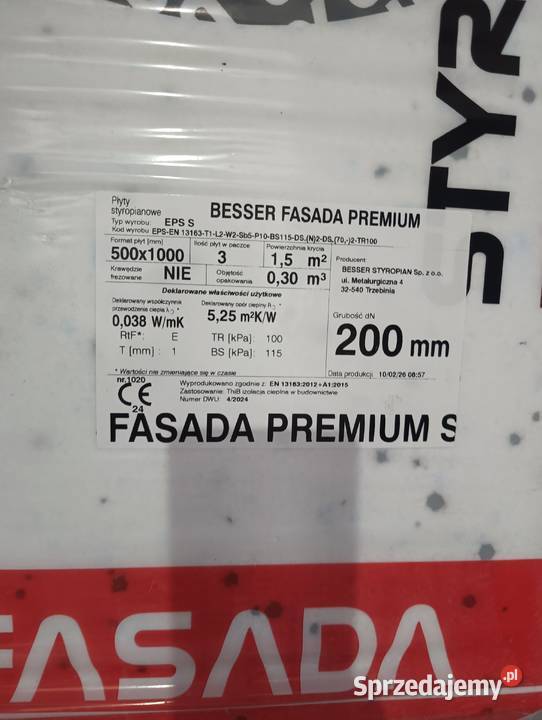 STYR
Płyty
styropianowe
BESSER FASADA PREMIUM
Typ wyrobu: EPS S
Kod wyrobu EPS-EN 13163-T1-L2-W2-Sb5-P10-BS115-DS,(N)2-DS,(70,-)2-TR100
Format płyt [mm] Ilość płyt w paczce Powierzchnia krycia
500x1000 3 1,5 m²
Krawędzie
frezowane NIE Objętość
opakowania 0,30 m³
Producent
BESSER STYROPIAN Sp. z o.o.
ul. Metalurgiczna 4
32-540 Trzebinia
Deklarowane właściwości użytkowe
Deklarowany współczynnik
przewodzenia ciepła λD * Deklarowany opór cieplny RD *
0,038 W/mK 5,25 m²K/W
RtF*: E TR [kPa]: 100
T [mm] : 1 BS [kPa]: 115
Grubość dN
200 mm
* Wartości nie zmieniające się w czasie
Data produkcji 10/02/26 08:57
nr.1020
CE
24
Wyprodukowano zgodnie z: EN 13163:2012+A1:2015
Zastosowanie: ThIB izolacja cieplna w budownictwie
Numer DWU: 4/2024
FASADA PREMIUM S
FASADA
Sprzedajemy.pl